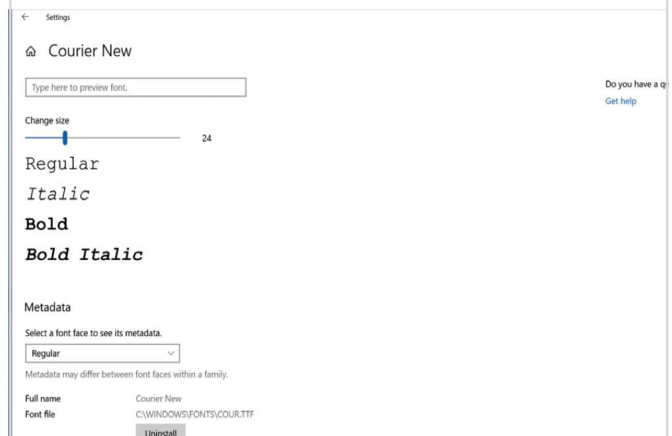 Settings
Courier New
Type here to preview font.
Do you have a q
Get help
Change size
24
Regular
Italic
Bold
Bold Italic
Metadata
Select a font face to see its metadata.
Regular
Metadata may differ between font faces within a family.
Full name Courier New
Font file C:\WINDOWS\FONTS\COUR.TTF
Uninstall